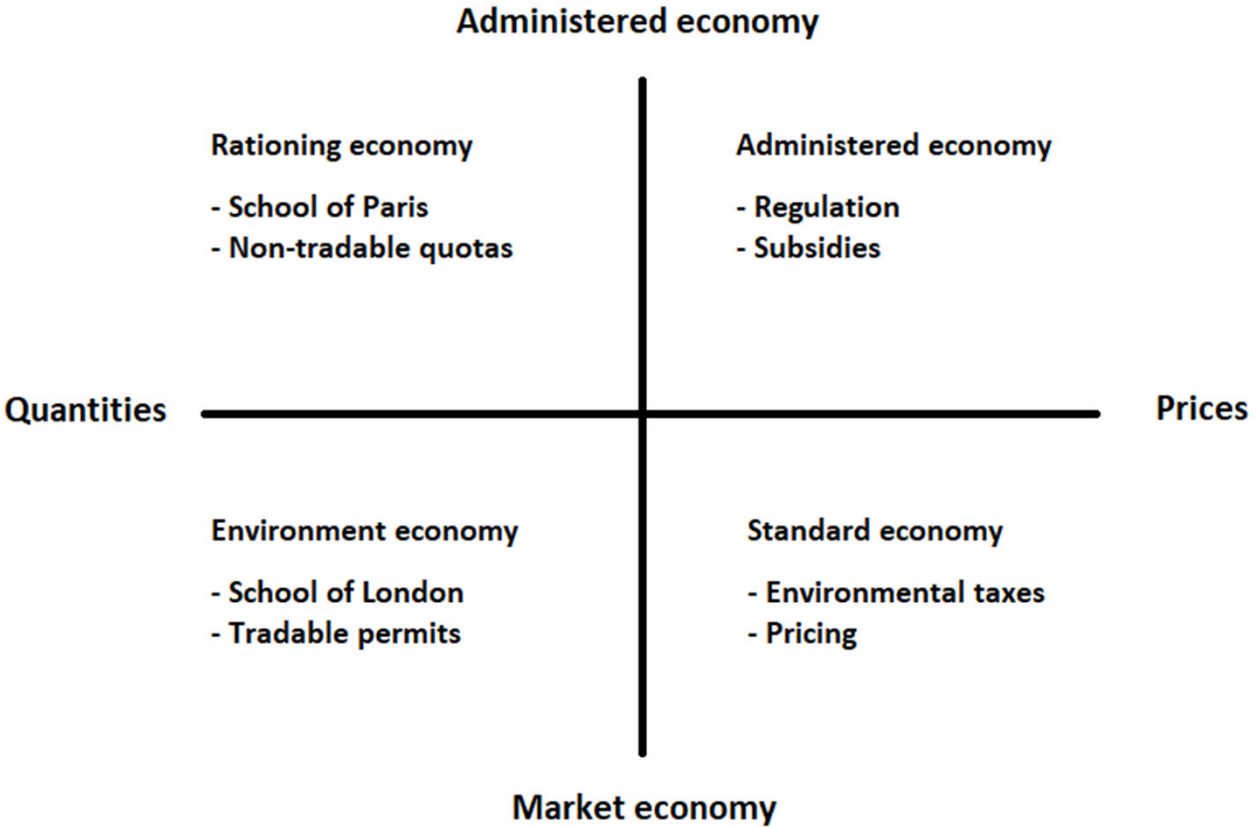 Administered economy
Rationing economy
- School of Paris
- Non-tradable quotas
Administered economy
- Regulation
- Subsidies
Quantities
Prices
Environment economy
- School of London
- Tradable permits
Standard economy
- Environmental taxes
- Pricing
Market economy